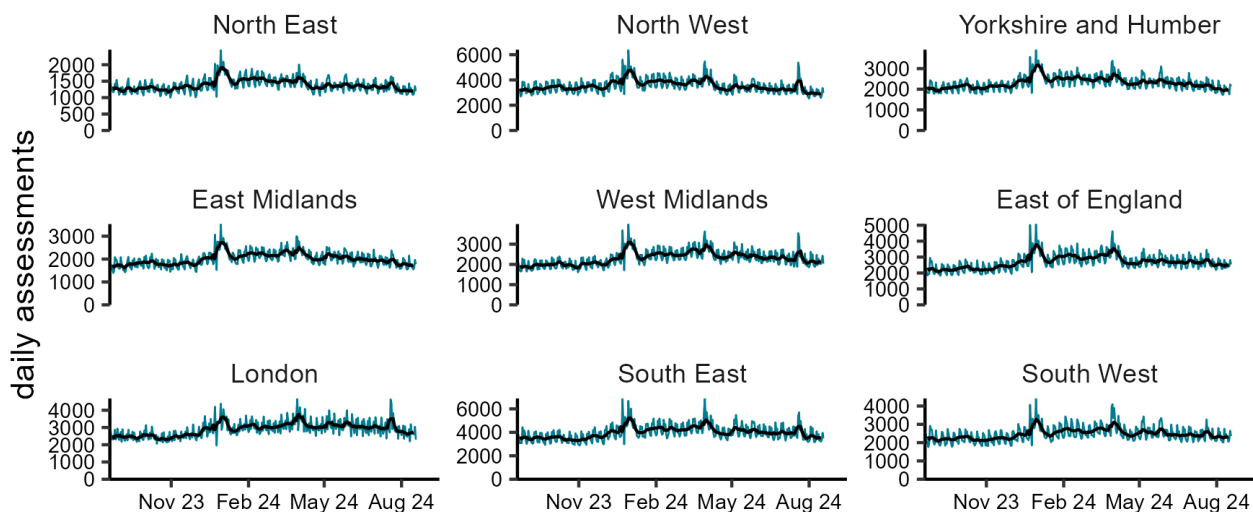 North East North West Yorkshire and Humber
2000 6000 3000
1500 4000 2000
1000 2000 1000
500
0 0 0
daily assessments
East Midlands West Midlands East of England
3000 3000 5000
2000 2000 4000
1000 1000 3000
0 0 2000
1000
0
London South East South West
4000 6000 4000
3000 4000 3000
2000 2000 2000
1000 0 1000
0 0
Nov 23 Feb 24 May 24 Aug 24 Nov 23 Feb 24 May 24 Aug 24 Nov 23 Feb 24 May 24 Aug 24